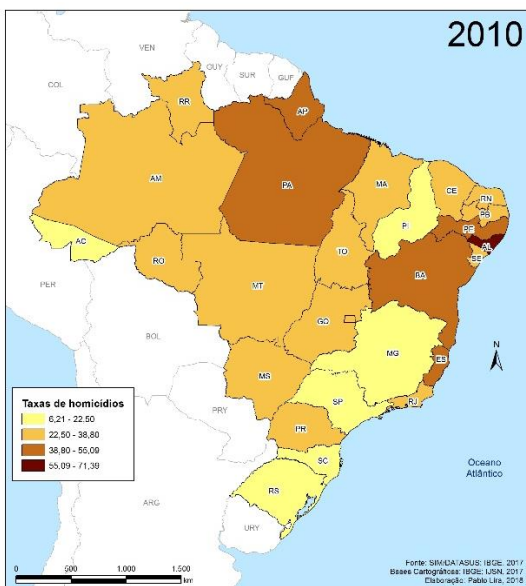 2010
VEN
GUY
SUR
GUF
COL
RR
AP
AM
PA
MA
CE
RN
PB
PI
PE
AL
SE
AC
RO
TO
BA
PER
MT
BOL
GO
MG
ES
MS
SP
RJ
PRY
PR
SC
RS
ARG
URY
N
Oceano
Atlântico
Taxas de homicídios
6,21 - 22,50
22,50 - 38,80
38,80 - 55,09
55,09 - 71,39
0 500 1.000 1.500
km
Fonte: SIM/DATASUS; IBGE, 2017
Bases Cartográficas: IBGE; IJSN, 2017
Elaboração: Pablo Lira, 2018